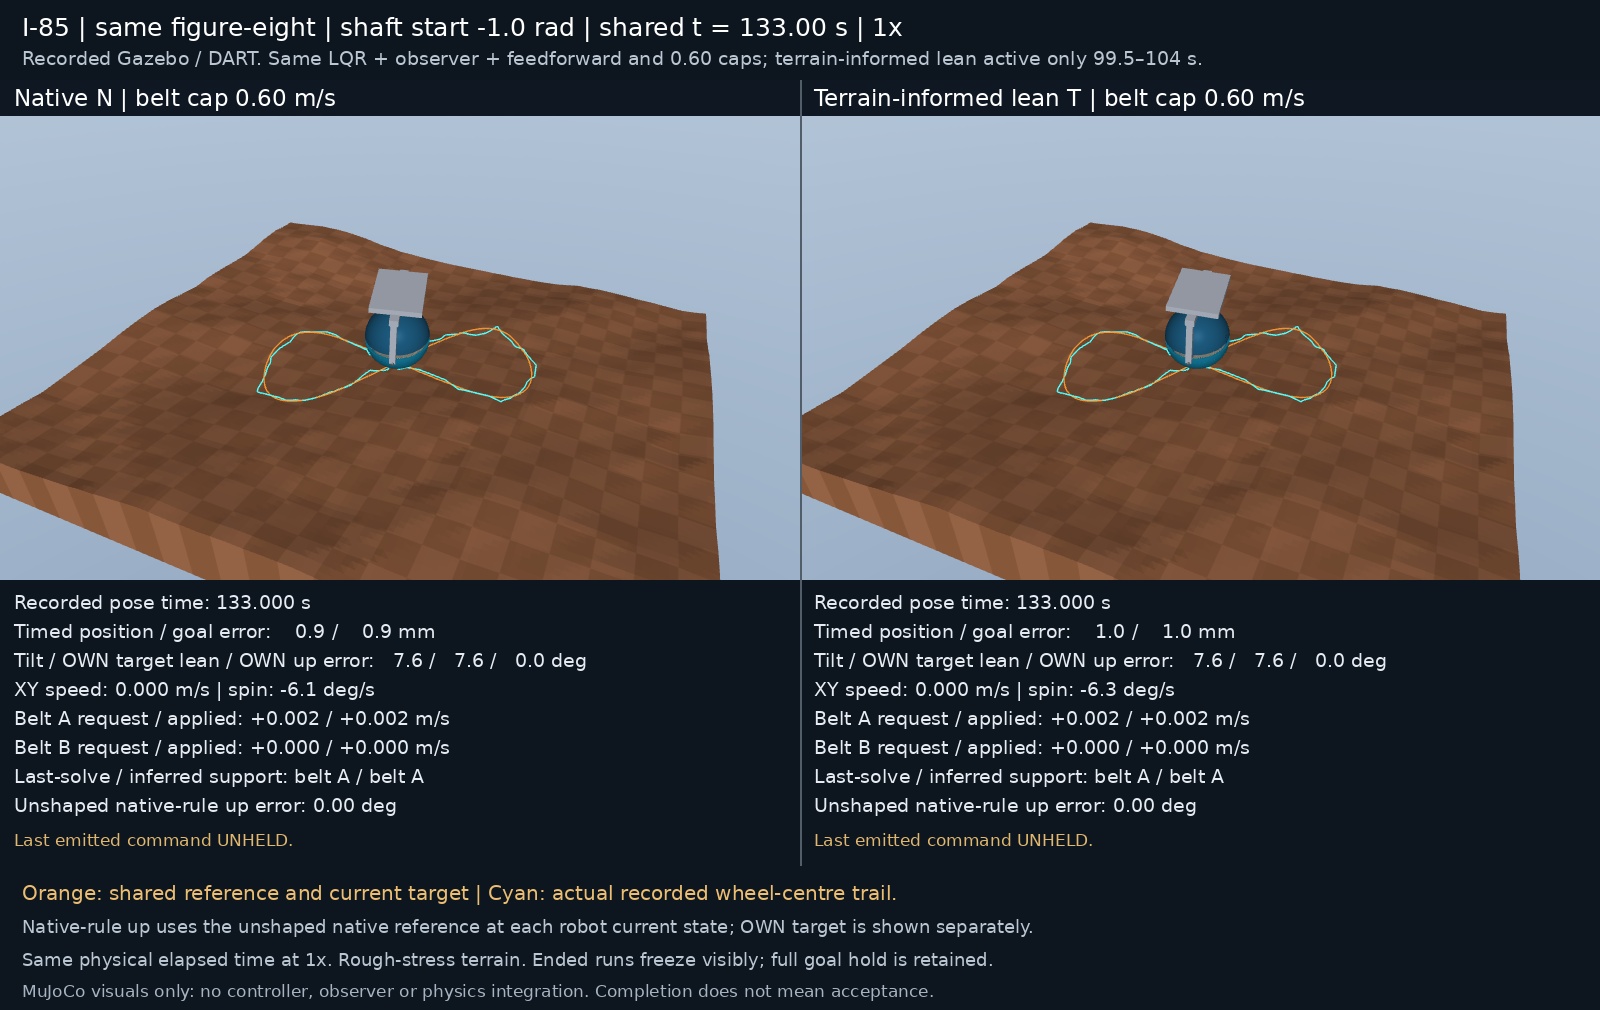 I-85 | same figure-eight | shaft start -1.0 rad | shared t = 133.00 s | 1x
Recorded Gazebo / DART. Same LQR + observer + feedforward and 0.60 caps; terrain-informed lean active only 99.5–104 s.
Native N | belt cap 0.60 m/s
Recorded pose time: 133.000 s
Timed position / goal error: 0.9 / 0.9 mm
Tilt / OWN target lean / OWN up error: 7.6 / 7.6 / 0.0 deg
XY speed: 0.000 m/s | spin: -6.1 deg/s
Belt A request / applied: +0.002 / +0.002 m/s
Belt B request / applied: +0.000 / +0.000 m/s
Last-solve / inferred support: belt A / belt A
Unshaped native-rule up error: 0.00 deg
Last emitted command UNHELD.
Terrain-informed lean T | belt cap 0.60 m/s
Recorded pose time: 133.000 s
Timed position / goal error: 1.0 / 1.0 mm
Tilt / OWN target lean / OWN up error: 7.6 / 7.6 / 0.0 deg
XY speed: 0.000 m/s | spin: -6.3 deg/s
Belt A request / applied: +0.002 / +0.002 m/s
Belt B request / applied: +0.000 / +0.000 m/s
Last-solve / inferred support: belt A / belt A
Unshaped native-rule up error: 0.00 deg
Last emitted command UNHELD.
Orange: shared reference and current target | Cyan: actual recorded wheel-centre trail.
Native-rule up uses the unshaped native reference at each robot current state; OWN target is shown separately.
Same physical elapsed time at 1x. Rough-stress terrain. Ended runs freeze visibly; full goal hold is retained.
MuJoCo visuals only: no controller, observer or physics integration. Completion does not mean acceptance.